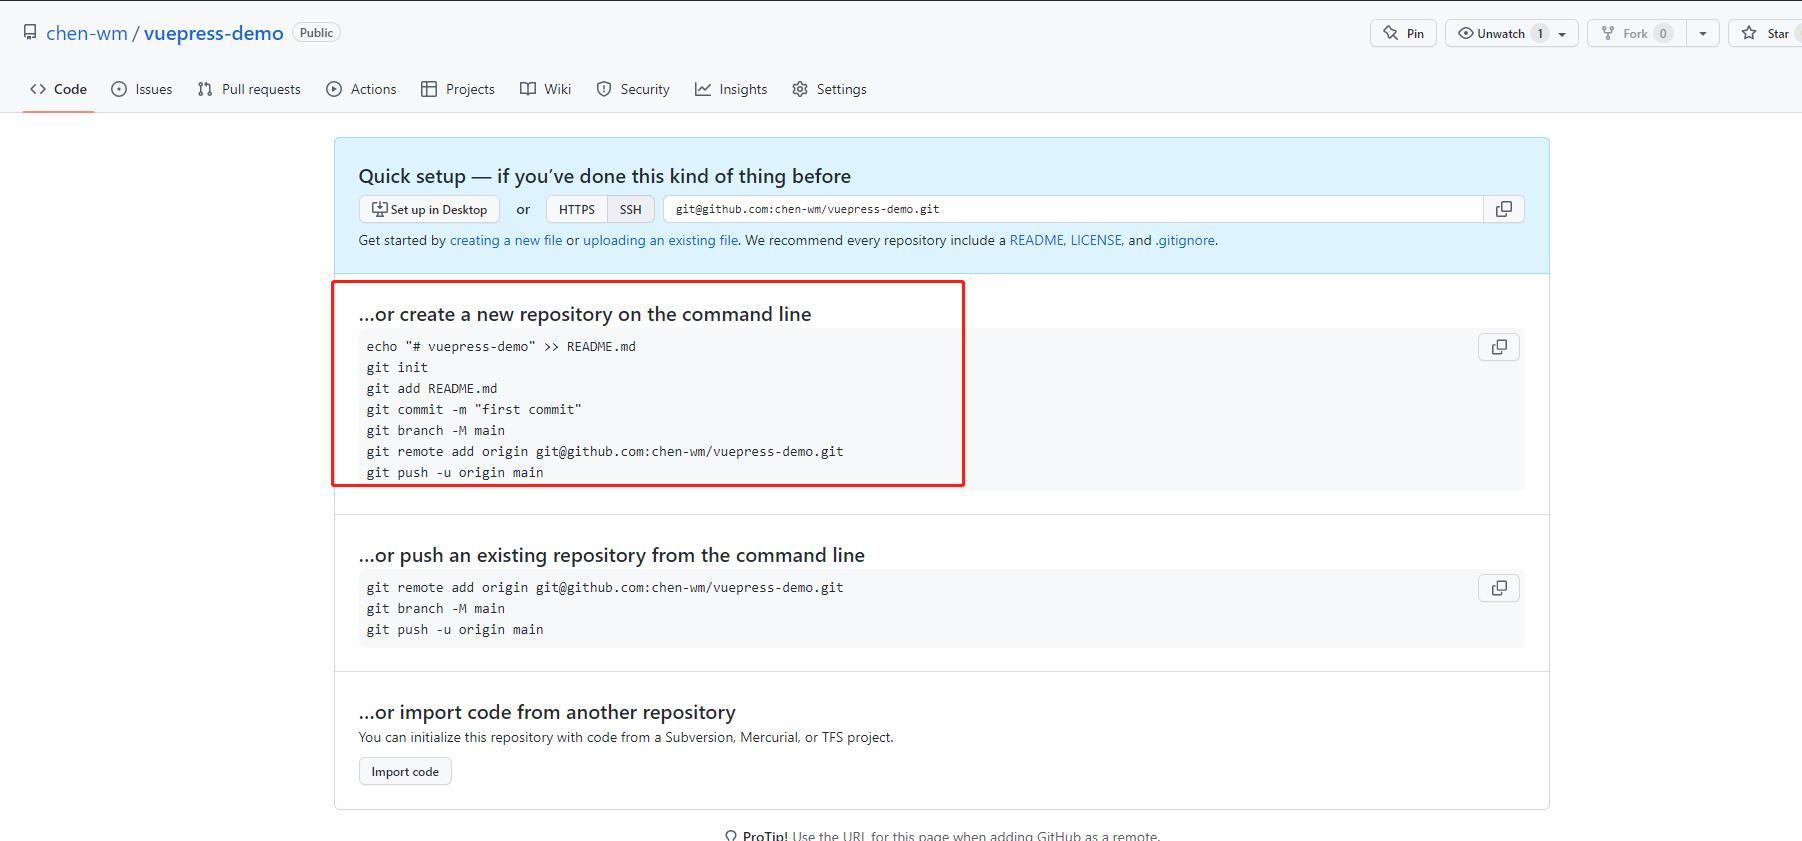 chen-wm / vuepress-demo Public
Pin Unwatch 1 Fork 0 Star
Code Issues Pull requests Actions Projects Wiki Security Insights Settings
Quick setup — if you’ve done this kind of thing before
Set up in Desktop or HTTPS SSH git@github.com:chen-wm/vuepress-demo.git
Get started by creating a new file or uploading an existing file. We recommend every repository include a README, LICENSE, and .gitignore.
…or create a new repository on the command line
echo "# vuepress-demo" >> README.md
git init
git add README.md
git commit -m "first commit"
git branch -M main
git remote add origin git@github.com:chen-wm/vuepress-demo.git
git push -u origin main
…or push an existing repository from the command line
git remote add origin git@github.com:chen-wm/vuepress-demo.git
git branch -M main
git push -u origin main
…or import code from another repository
You can initialize this repository with code from a Subversion, Mercurial, or TFS project.
Import code
ProTip! Use the URL for this page when adding GitHub as a remote.